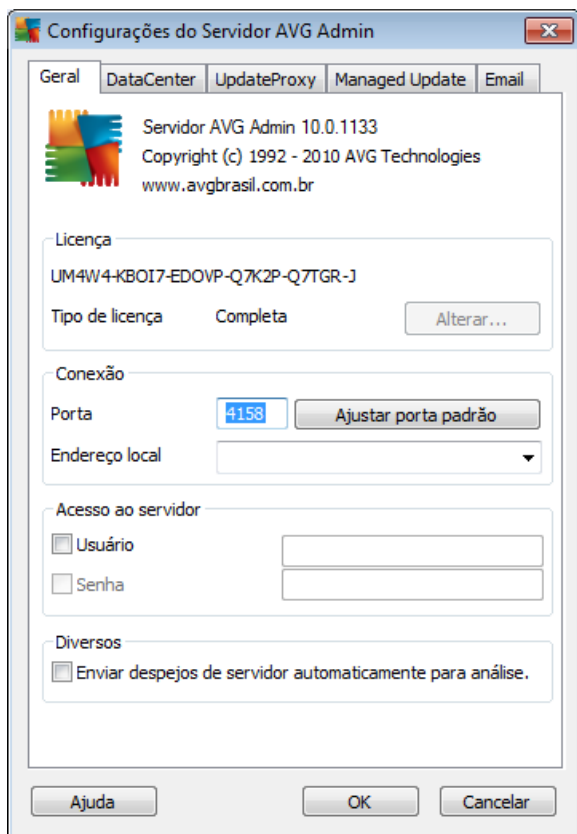 Configurações do Servidor AVG Admin
Geral DataCenter UpdateProxy Managed Update Email
Servidor AVG Admin 10.0.1133
Copyright (c) 1992 - 2010 AVG Technologies
www.avgbrasil.com.br
Licença
UM4W4-KBOI7-EDOVP-Q7K2P-Q7TGR-J
Tipo de licença Completa Alterar...
Conexão
Porta 4158 Ajustar porta padrão
Endereço local
Acesso ao servidor
Usuário
Senha
Diversos
Enviar despejos de servidor automaticamente para análise.
Ajuda OK Cancelar